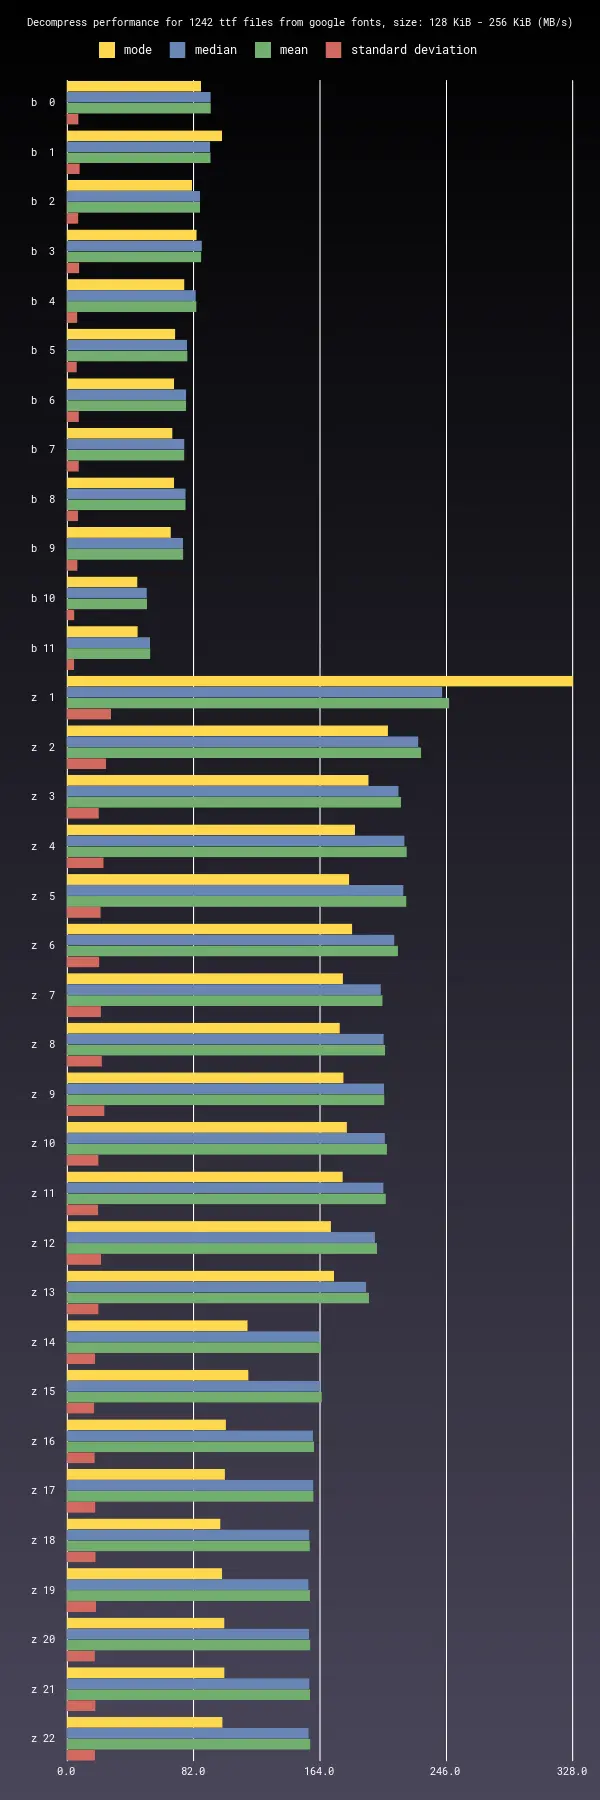 Decompress performance for 1242 ttf files from google fonts, size: 128 KiB - 256 KiB (MB/s)
mode median mean standard deviation
b 0
b 1
b 2
b 3
b 4
b 5
b 6
b 7
b 8
b 9
b 10
b 11
z 1
z 2
z 3
z 4
z 5
z 6
z 7
z 8
z 9
z 10
z 11
z 12
z 13
z 14
z 15
z 16
z 17
z 18
z 19
z 20
z 21
z 22
0.0 82.0 164.0 246.0 328.0